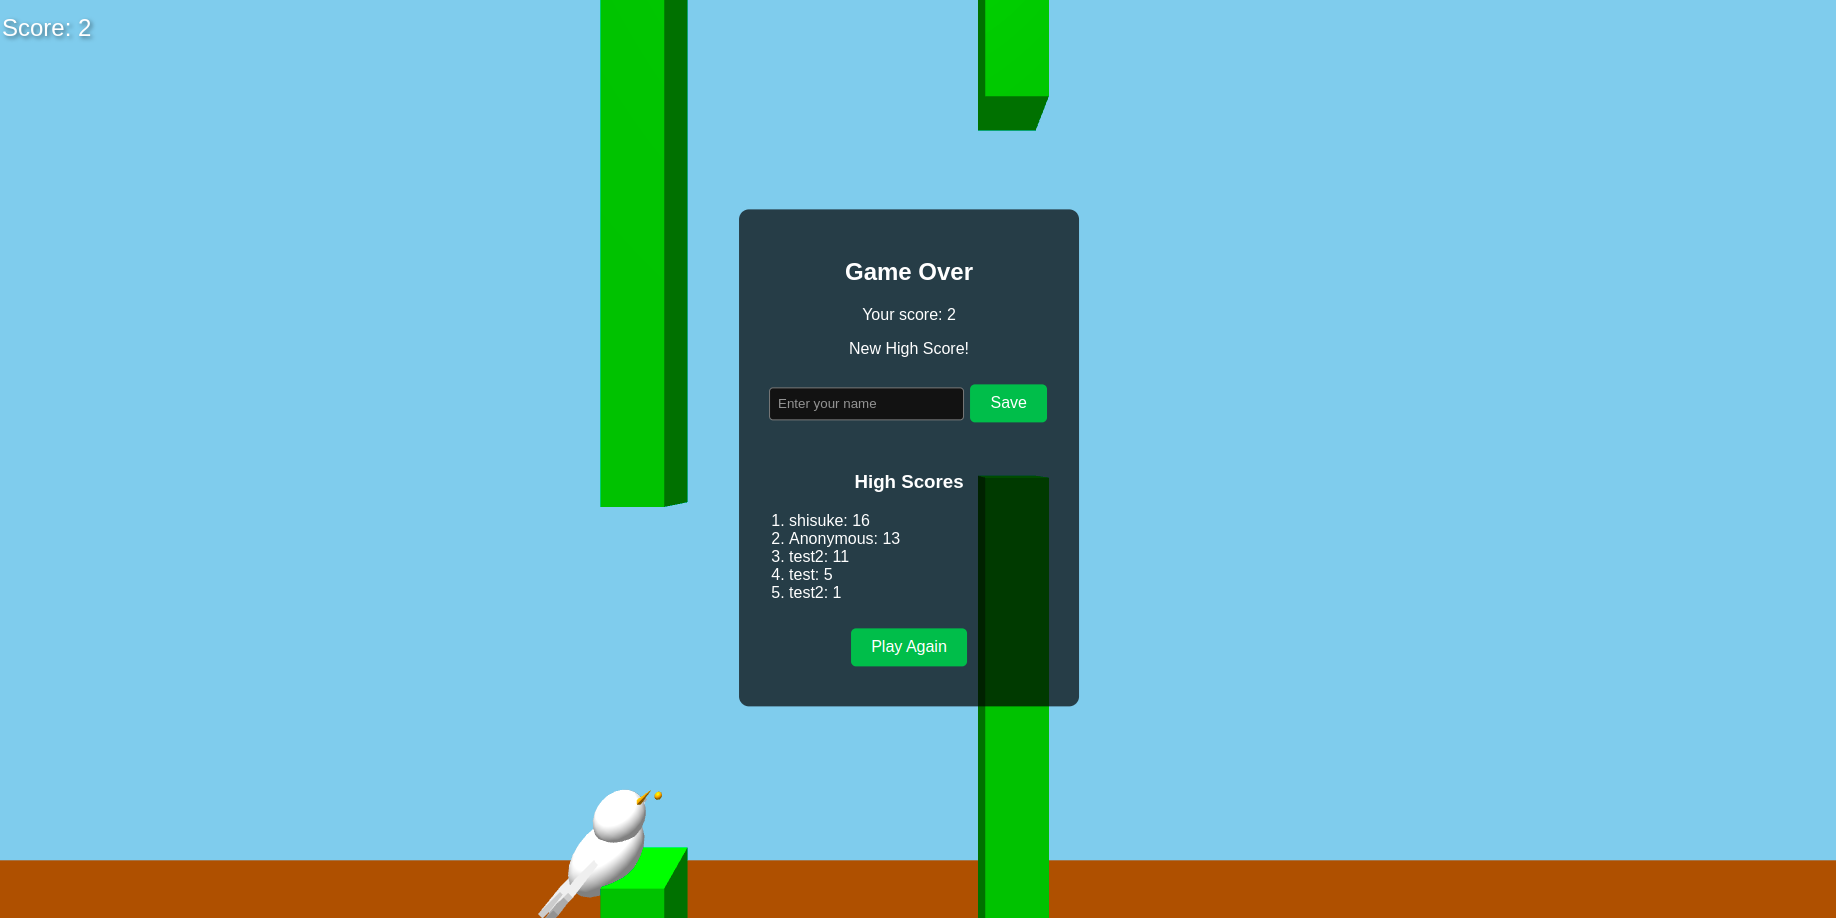 Score: 2
Game Over
Your score: 2
New High Score!
Enter your name
Save
High Scores
1. shisuke: 16
2. Anonymous: 13
3. test2: 11
4. test: 5
5. test2: 1
Play Again